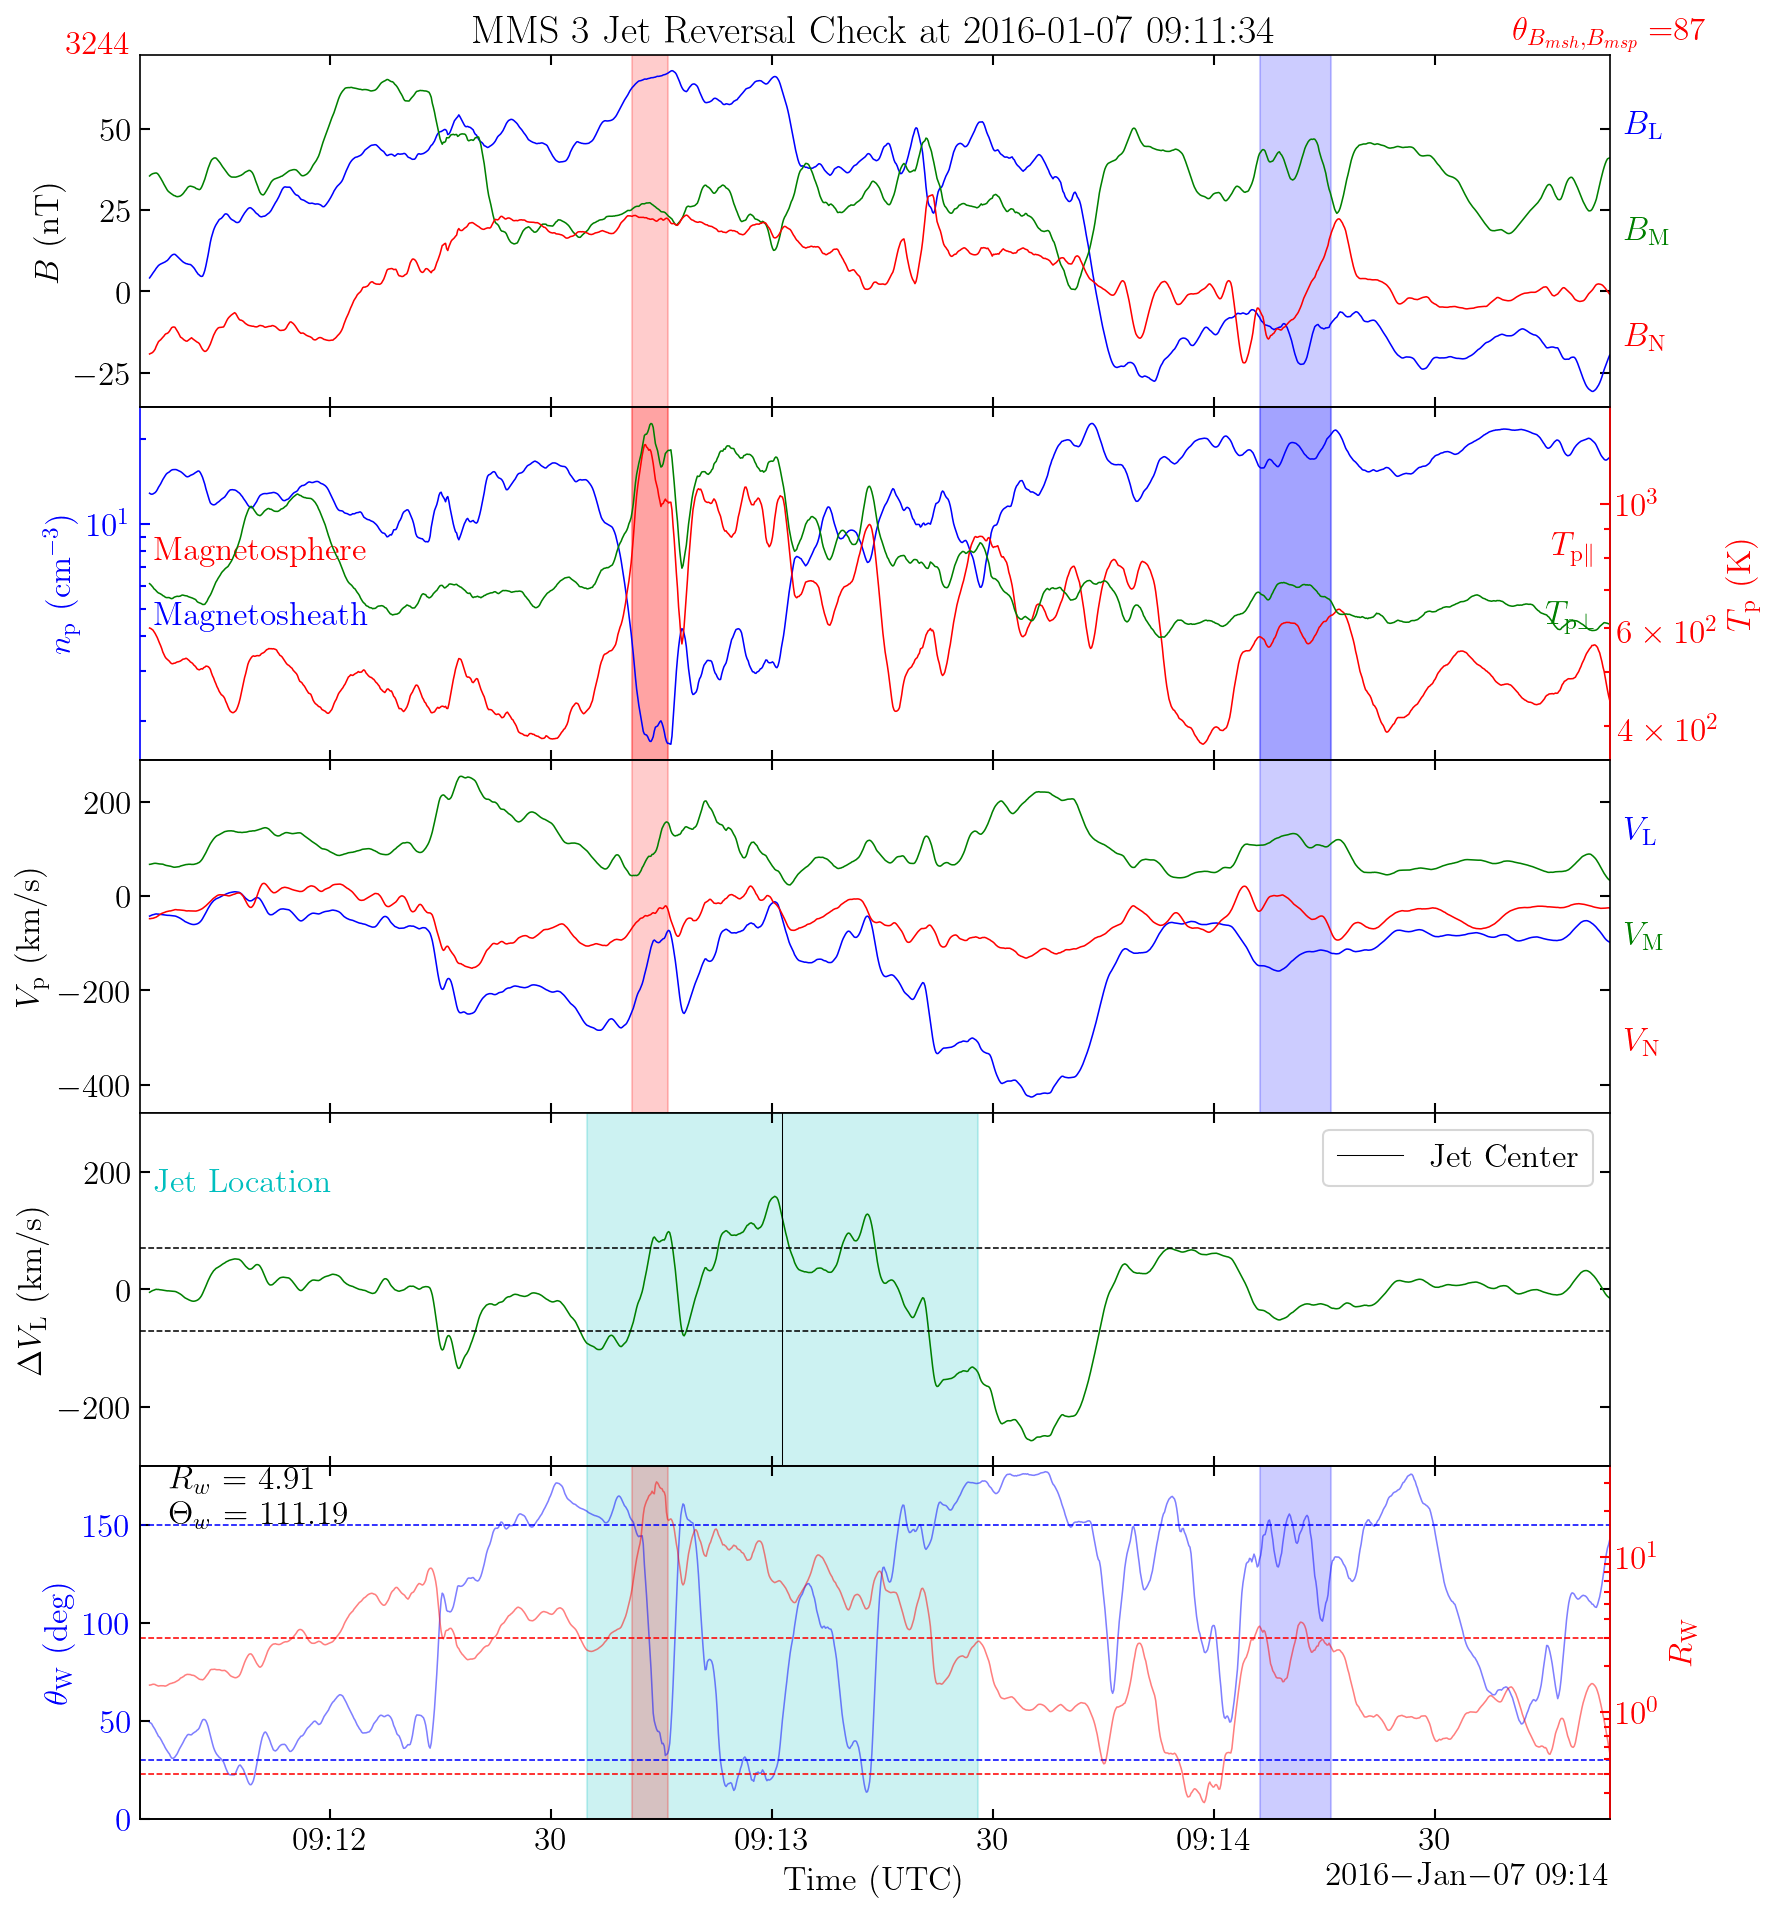 3244
MMS 3 Jet Reversal Check at 2016-01-07 09:11:34
θ_{B_{msh},B_{msp}} =87
B (nT)
50
25
0
−25
B_L
B_M
B_N
n_p (cm^{−3})
10^1
Magnetosphere
Magnetosheath
T_{p∥}
T_{p⊥}
10^3
6 × 10^2
4 × 10^2
T_p (K)
V_p (km/s)
200
0
−200
−400
V_L
V_M
V_N
ΔV_L (km/s)
200
0
−200
Jet Location
Jet Center
R_w = 4.91
Θ_w = 111.19
θ_W (deg)
150
100
50
0
10^1
10^0
R_W
09:12
30
09:13
30
09:14
30
Time (UTC)
2016−Jan−07 09:14